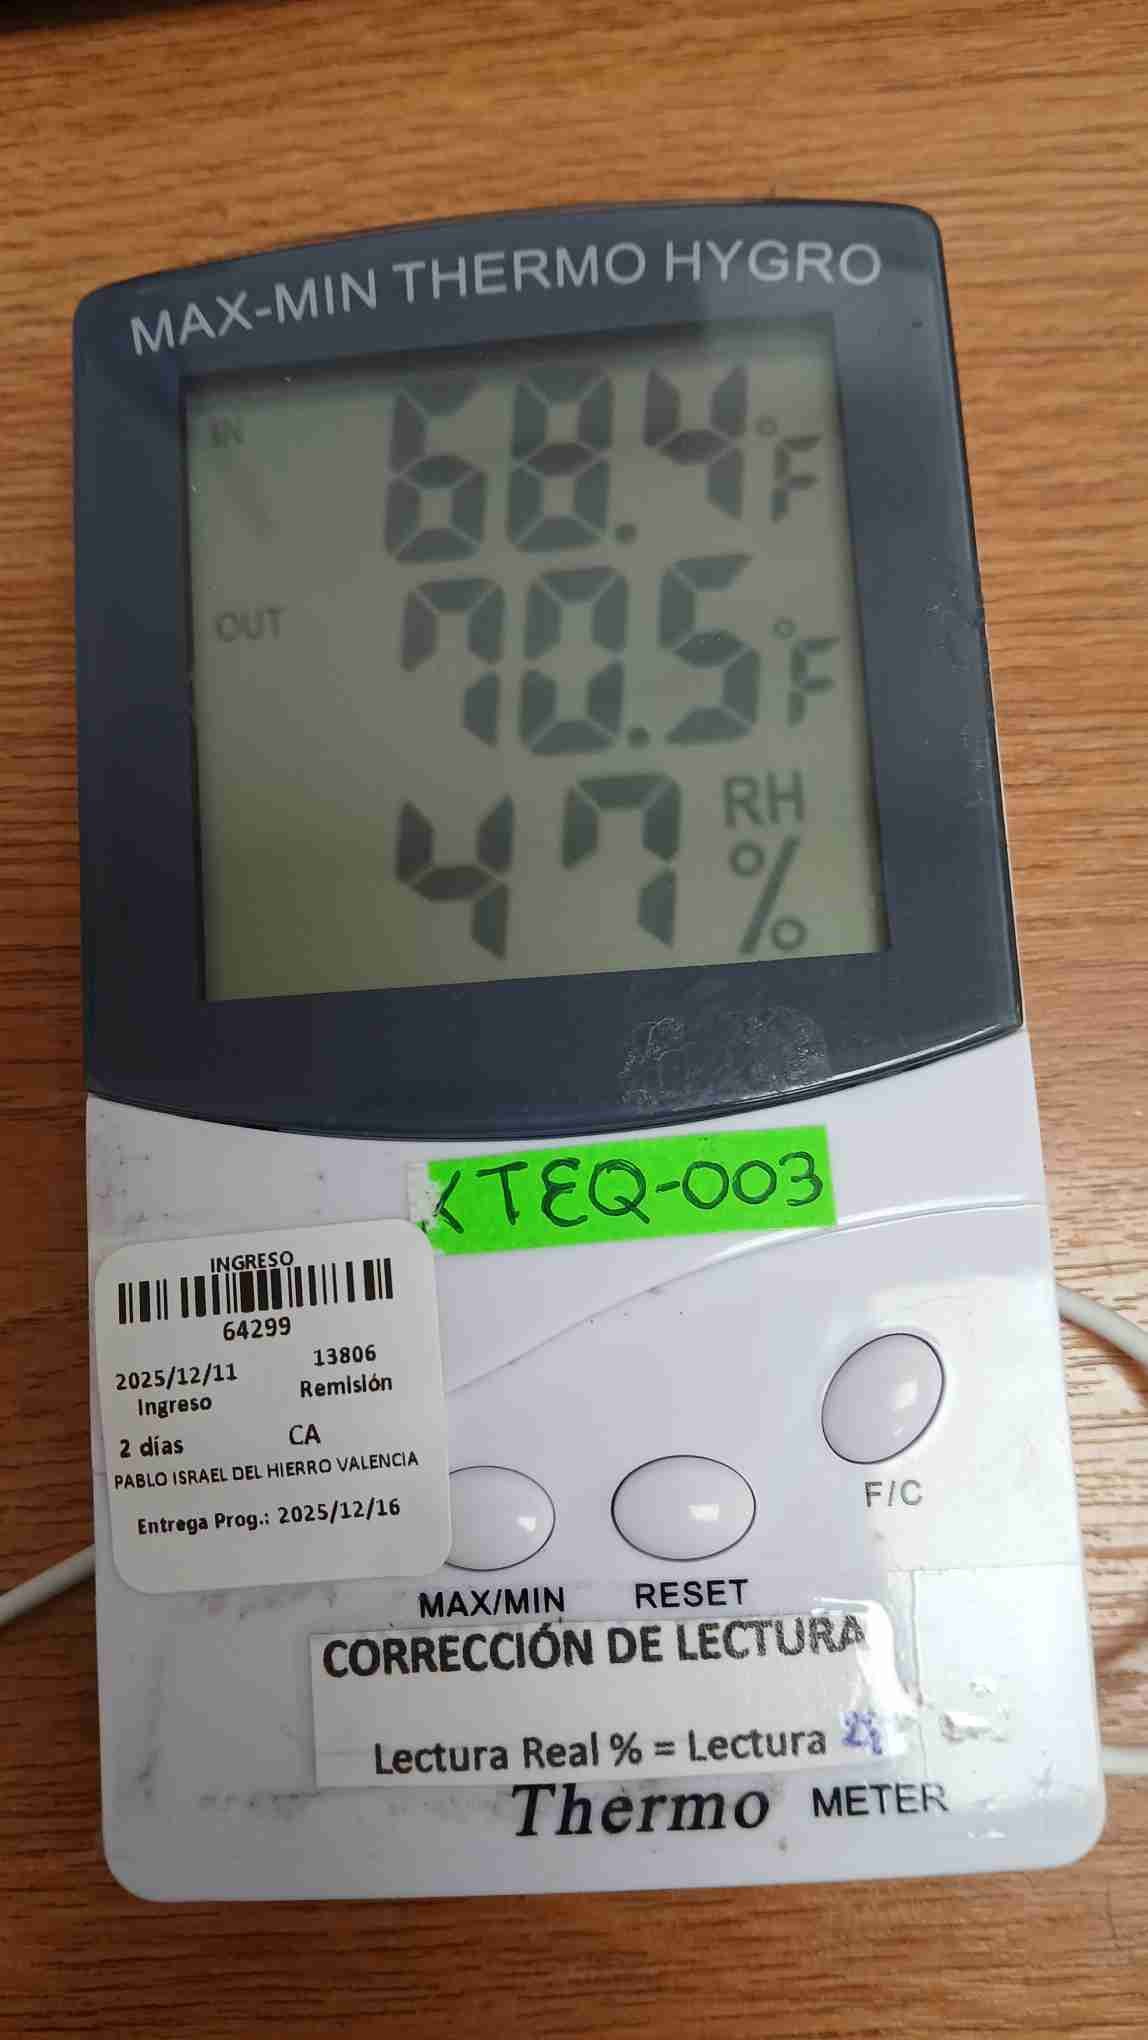 MAX-MIN THERMO HYGRO
IN 68.4 °F
OUT 70.5 °F
47 RH %
XTEQ-003
INGRESO
64299
2025/12/11 13806
Ingreso Remisión
2 días CA
PABLO ISRAEL DEL HIERRO VALENCIA
Entrega Prog.: 2025/12/16
F/C
MAX/MIN RESET
CORRECCIÓN DE LECTURA
Lectura Real % = Lectura
Thermo METER